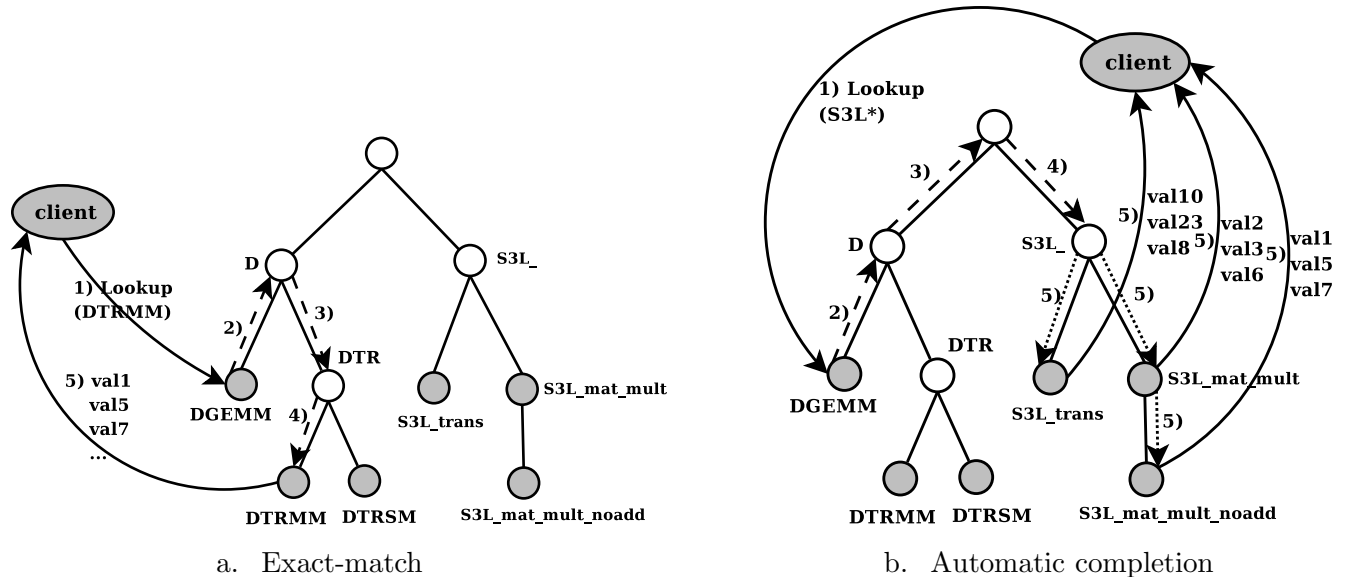 client
1) Lookup
(DTRMM)
D
S3L_
2)
3)
DTR
5) val1
val5
val7
...
DGEMM
4)
S3L_trans
S3L_mat_mult
DTRMM
DTRSM
S3L_mat_mult_noadd
a. Exact-match
client
1) Lookup
(S3L*)
3)
4)
D
S3L_
5)
val10
val23
val8
5)
val2
val3
val6
5)
val1
val5
val7
2)
5)
5)
DTR
DGEMM
S3L_trans
S3L_mat_mult
5)
DTRMM
DTRSM
S3L_mat_mult_noadd
b. Automatic completion